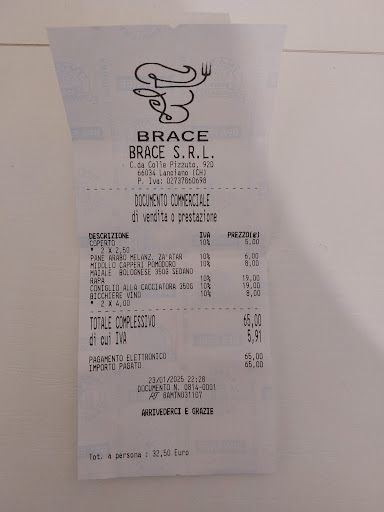 BRACE
BRACE S.R.L.
C.da Colle Pizzuto, 92D
66034 Lanciano (CH)
P. Iva: 02737860698
DOCUMENTO COMMERCIALE
di vendita o prestazione
DESCRIZIONE IVA PREZZO(€)
COPERTO 10% 5,00
* 2 X 2,50
PANE ARABO MELANZ. ZA'ATAR 10% 6,00
MIDOLLO CAPPERI POMODORO 10% 8,00
MAIALE BOLOGNESE 350G SEDANO
RAPA 10% 19,00
CONIGLIO ALLA CACCIATORA 350G 10% 19,00
BICCHIERE VINO 10% 8,00
* 2 X 4,00
TOTALE COMPLESSIVO 65,00
di cui IVA 5,91
PAGAMENTO ELETTRONICO 65,00
IMPORTO PAGATO 65,00
23/01/2025 22:28
DOCUMENTO N. 0814-0001
RT 8AMTN031107
ARRIVEDERCI E GRAZIE
Tot. a persona : 32,50 Euro